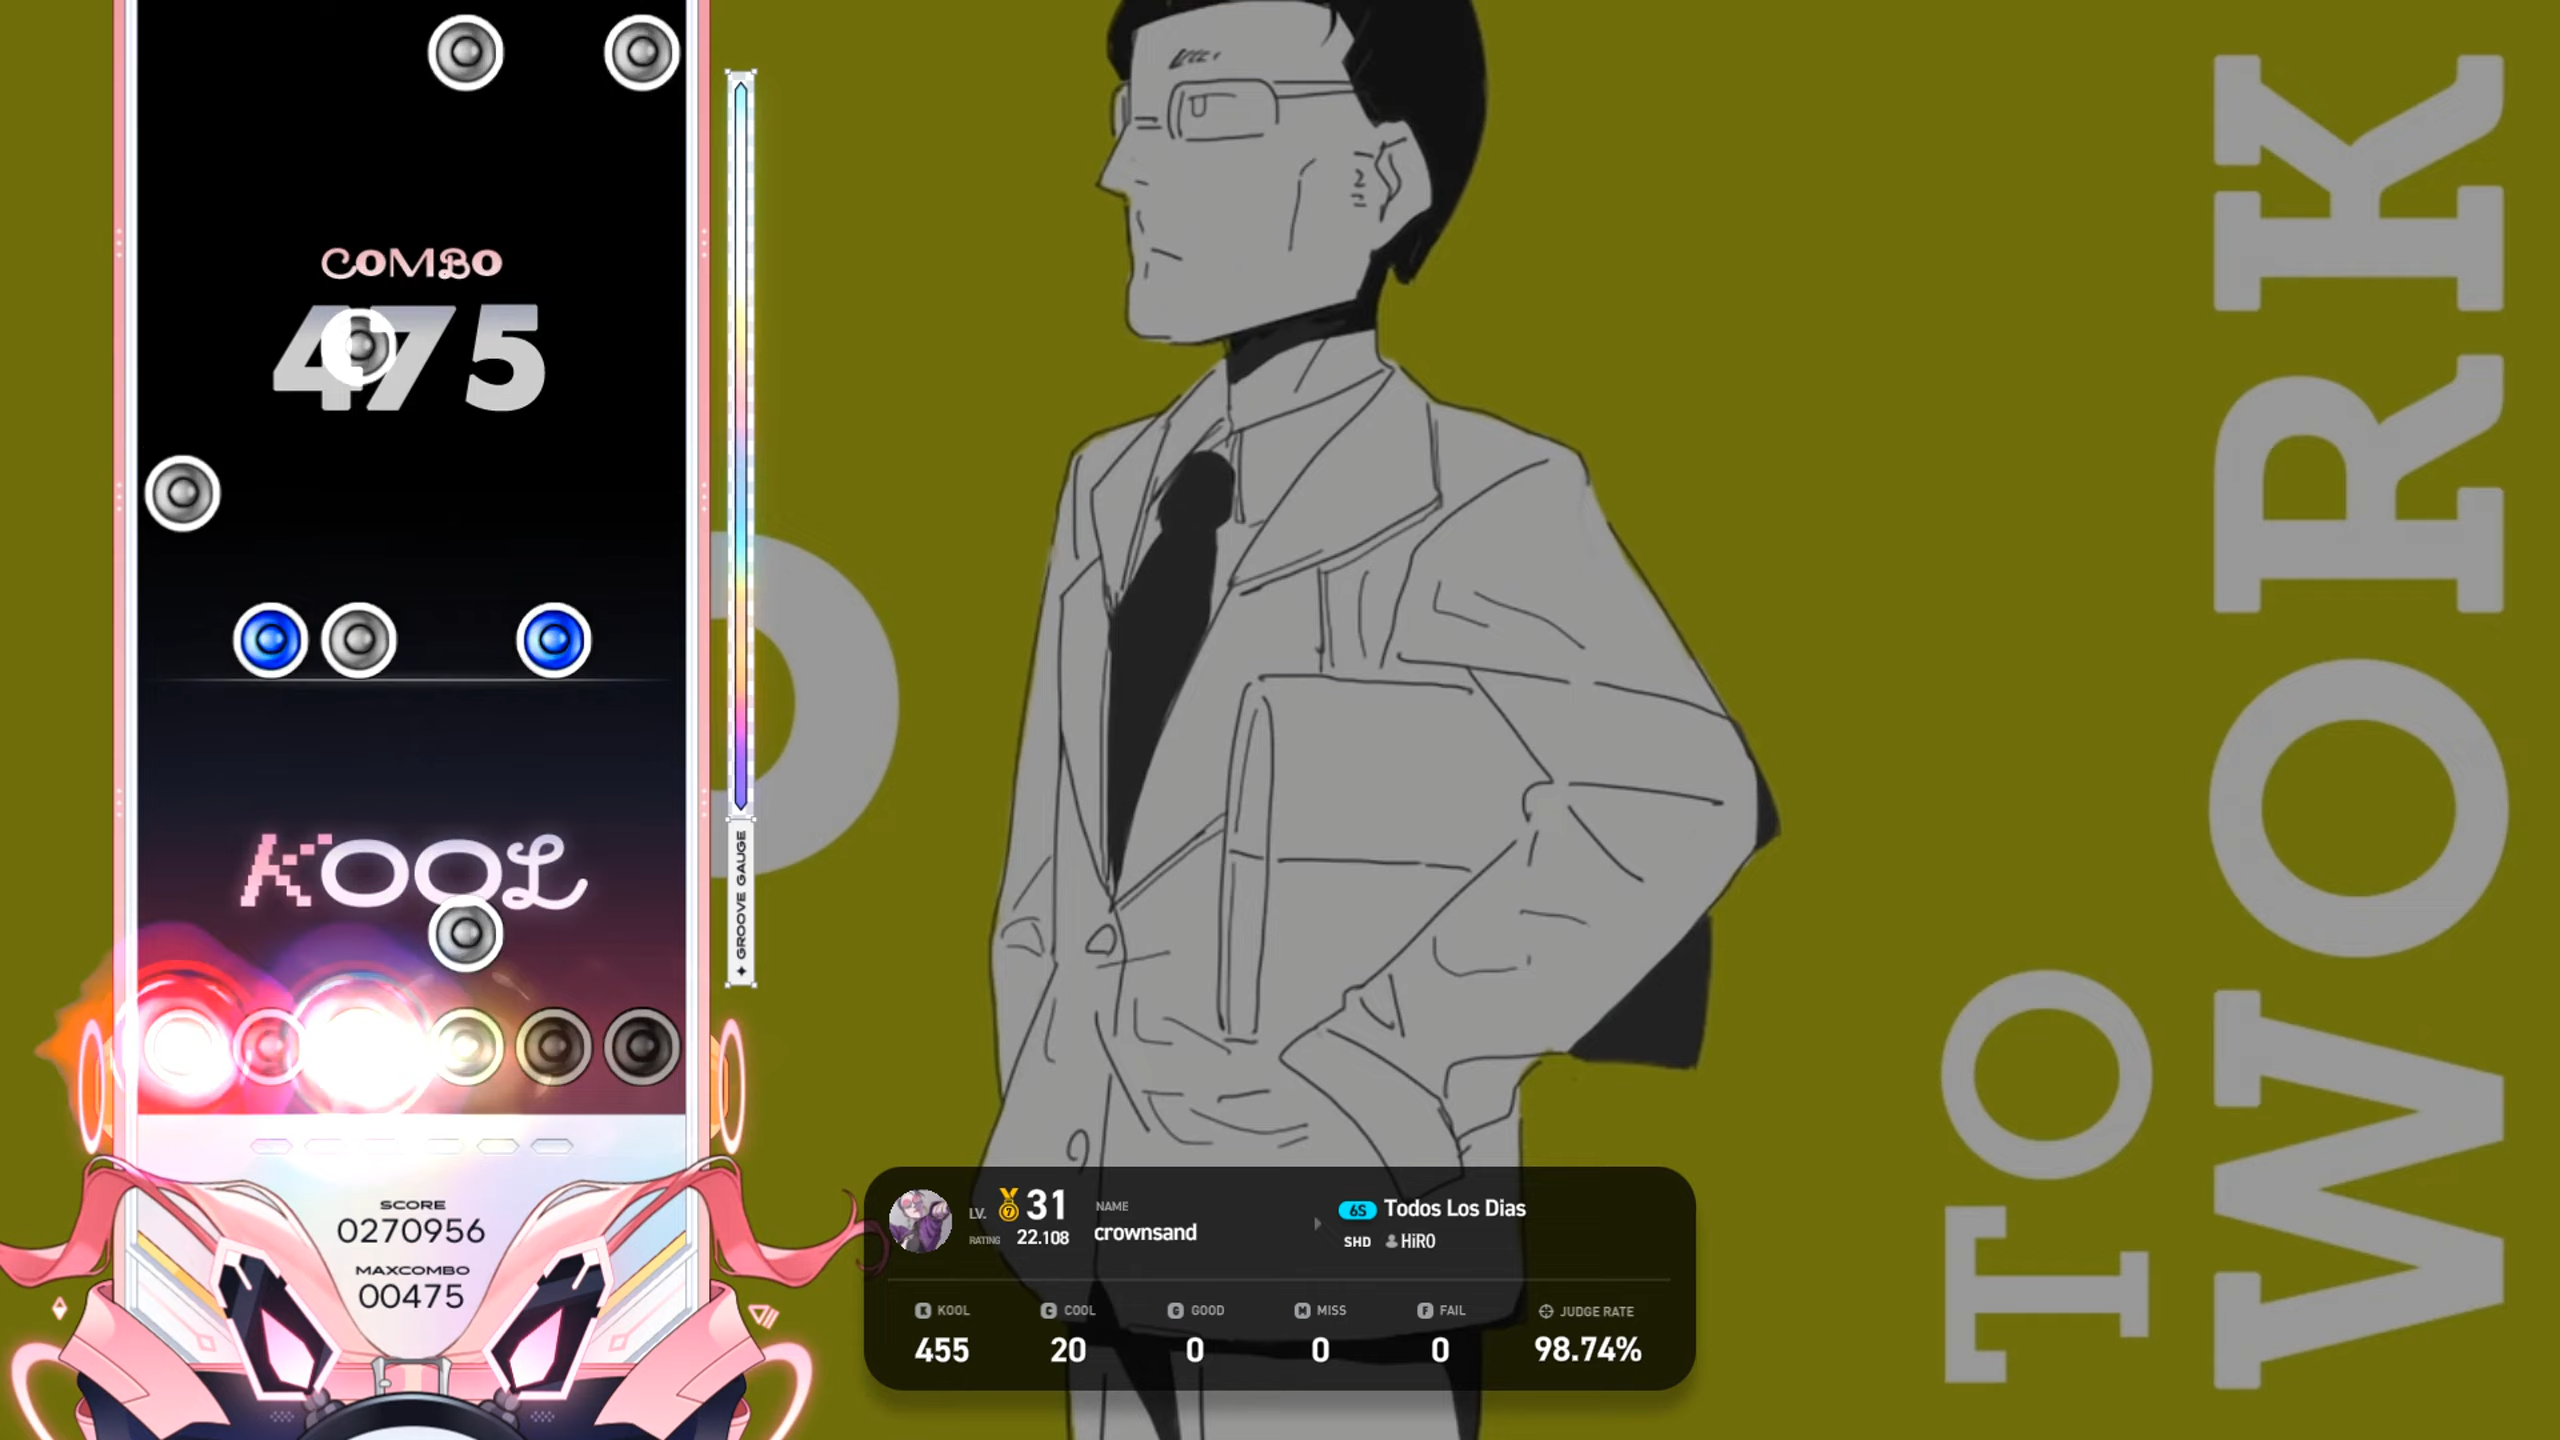 COMBO
475
KOOL
GROOVE GAUGE
SCORE
0270956
MAXCOMBO
00475
TO
WORK
LV. 7 31
RATING 22.108
NAME
crownsand
6S Todos Los Dias
SHD HiRO
K KOOL
455
C COOL
20
G GOOD
0
M MISS
0
F FAIL
0
JUDGE RATE
98.74%